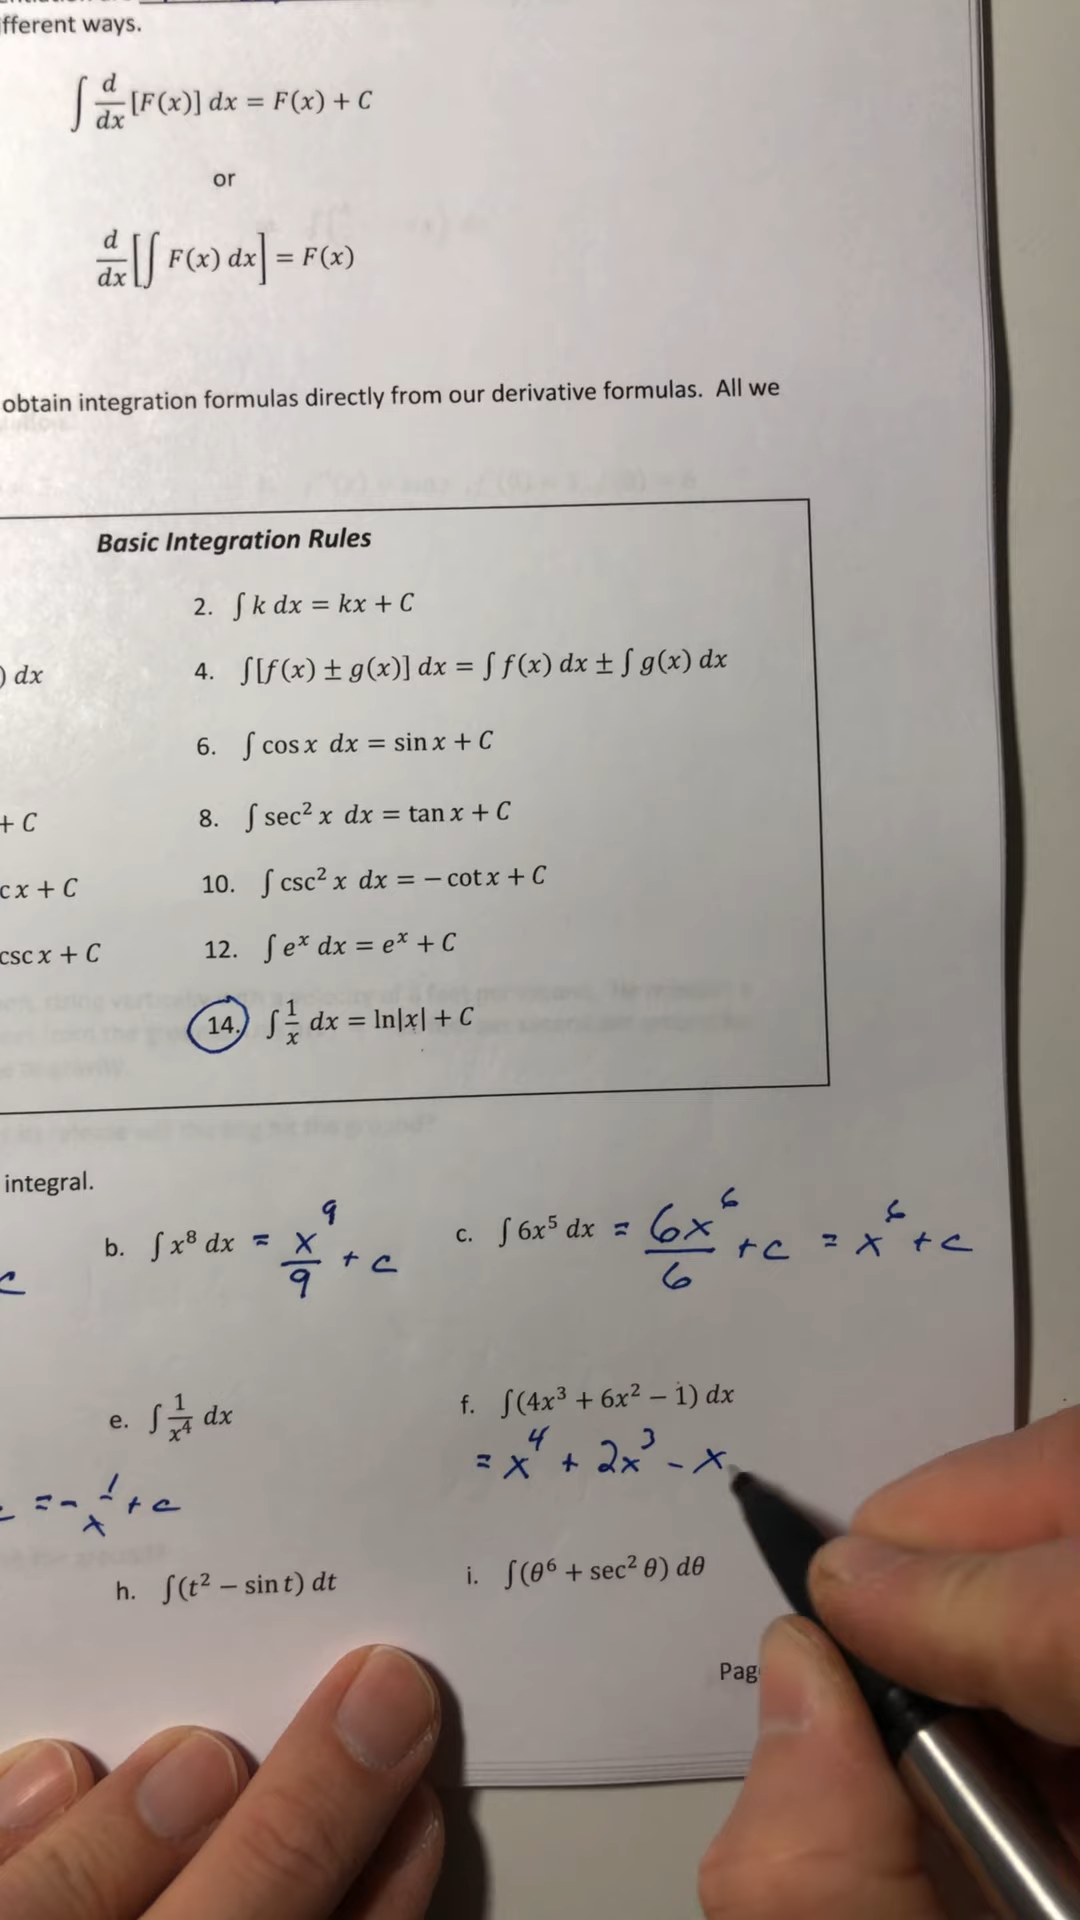 ifferent ways.
∫ d/dx [F(x)] dx = F(x) + C
or
d/dx [∫ F(x) dx] = F(x)
obtain integration formulas directly from our derivative formulas. All we
Basic Integration Rules
2. ∫ k dx = kx + C
) dx 4. ∫[f(x) ± g(x)] dx = ∫ f(x) dx ± ∫ g(x) dx
6. ∫ cos x dx = sin x + C
+ C 8. ∫ sec² x dx = tan x + C
c x + C 10. ∫ csc² x dx = − cot x + C
csc x + C 12. ∫ eˣ dx = eˣ + C
14. ∫ 1/x dx = ln|x| + C
integral.
b. ∫ x⁸ dx = x⁹/9 + c c. ∫ 6x⁵ dx = 6x⁶/6 + c = x⁶ + c
c
e. ∫ 1/x⁴ dx f. ∫(4x³ + 6x² − 1) dx
= - 1/x + c = x⁴ + 2x³ - x
h. ∫(t² − sin t) dt i. ∫(θ⁶ + sec² θ) dθ
Pag